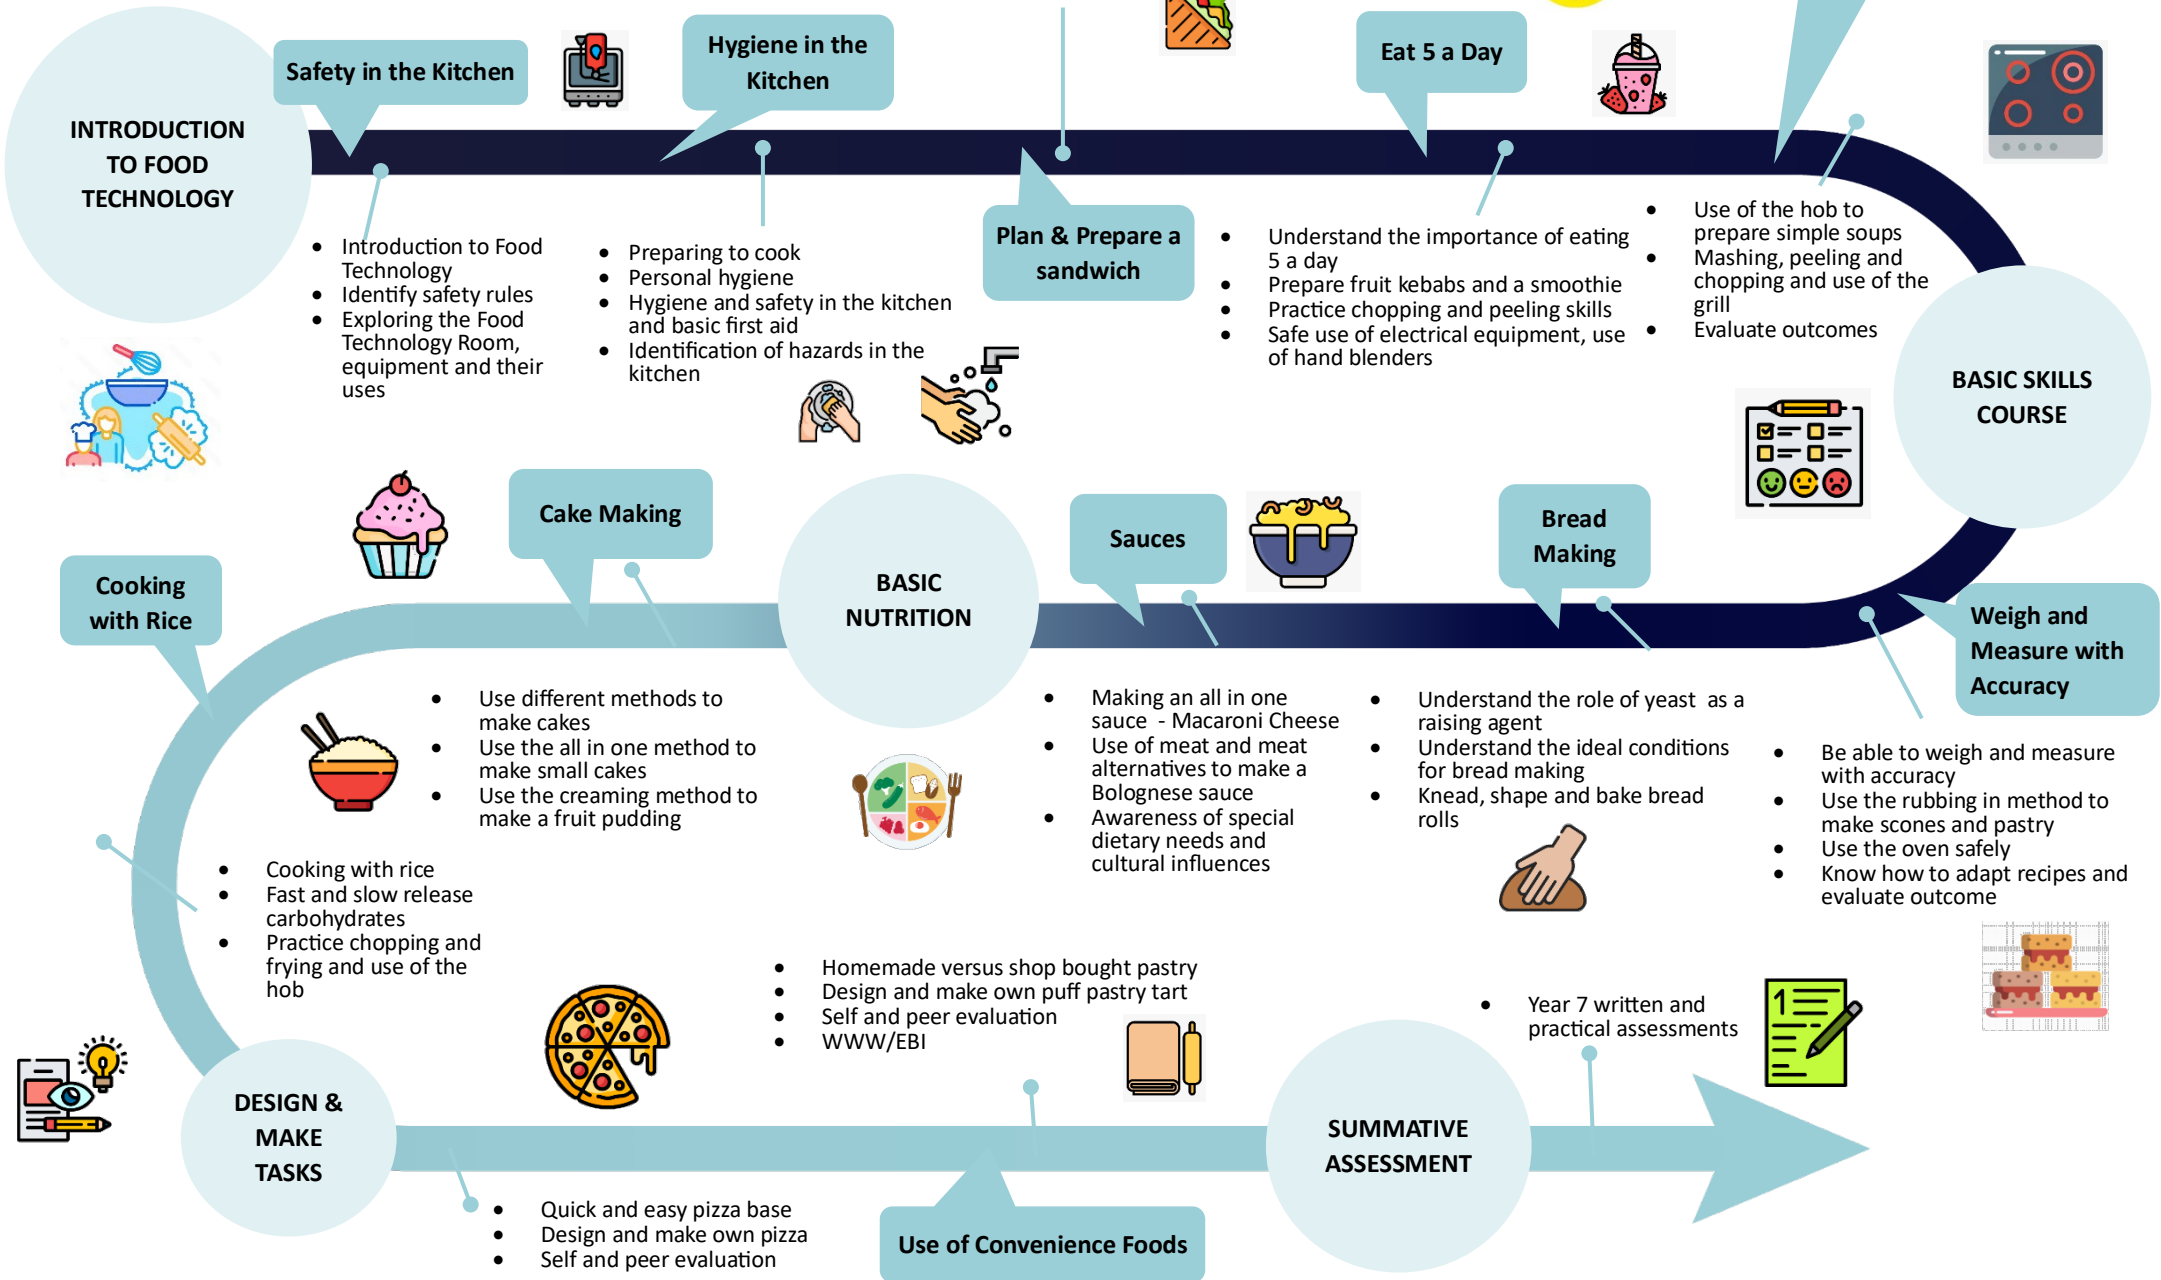 INTRODUCTION
TO FOOD
TECHNOLOGY
Safety in the Kitchen
Hygiene in the
Kitchen
Eat 5 a Day
Plan & Prepare a
sandwich
• Introduction to Food
Technology
• Identify safety rules
• Exploring the Food
Technology Room,
equipment and their
uses
• Preparing to cook
• Personal hygiene
• Hygiene and safety in the kitchen
and basic first aid
• Identification of hazards in the
kitchen
• Understand the importance of eating
5 a day
• Prepare fruit kebabs and a smoothie
• Practice chopping and peeling skills
• Safe use of electrical equipment, use
of hand blenders
• Use of the hob to
prepare simple soups
• Mashing, peeling and
chopping and use of the
grill
• Evaluate outcomes
BASIC SKILLS
COURSE
Weigh and
Measure with
Accuracy
• Be able to weigh and measure
with accuracy
• Use the rubbing in method to
make scones and pastry
• Use the oven safely
• Know how to adapt recipes and
evaluate outcome
Bread
Making
• Understand the role of yeast  as a
raising agent
• Understand the ideal conditions
for bread making
• Knead, shape and bake bread
rolls
Sauces
• Making an all in one
sauce  - Macaroni Cheese
• Use of meat and meat
alternatives to make a
Bolognese sauce
• Awareness of special
dietary needs and
cultural influences
BASIC
NUTRITION
Cake Making
• Use different methods to
make cakes
• Use the all in one method to
make small cakes
• Use the creaming method to
make a fruit pudding
Cooking
with Rice
• Cooking with rice
• Fast and slow release
carbohydrates
• Practice chopping and
frying and use of the
hob
DESIGN &
MAKE
TASKS
• Quick and easy pizza base
• Design and make own pizza
• Self and peer evaluation
• Homemade versus shop bought pastry
• Design and make own puff pastry tart
• Self and peer evaluation
• WWW/EBI
Use of Convenience Foods
SUMMATIVE
ASSESSMENT
• Year 7 written and
practical assessments
1